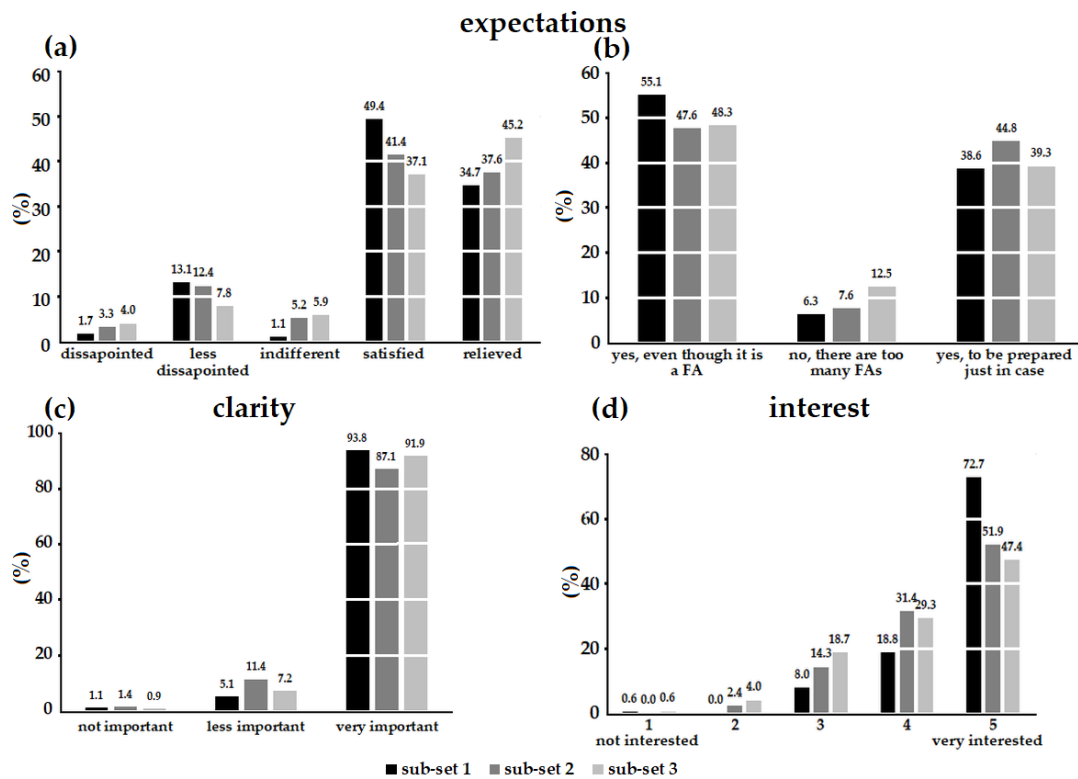 expectations
(a)
(%)
60
50
40
30
20
10
0
1.7 3.3 4.0
13.1 12.4 7.8
1.1 5.2 5.9
49.4 41.4 37.1
34.7 37.6 45.2
dissapointed less indifferent satisfied relieved
dissapointed
(b)
(%)
60
50
40
30
20
10
0
55.1 47.6 48.3
6.3 7.6 12.5
38.6 44.8 39.3
yes, even though it is no, there are too yes, to be prepared
a FA many FAs just in case
(c) clarity
(%)
100
80
60
40
20
0
1.1 1.4 0.9
5.1 11.4 7.2
93.8 87.1 91.9
not important less important very important
(d) interest
(%)
80
60
40
20
0
0.6 0.0 0.6
0.0 2.4 4.0
8.0 14.3 18.7
18.8 31.4 29.3
72.7 51.9 47.4
1 2 3 4 5
not interested very interested
sub-set 1 sub-set 2 sub-set 3